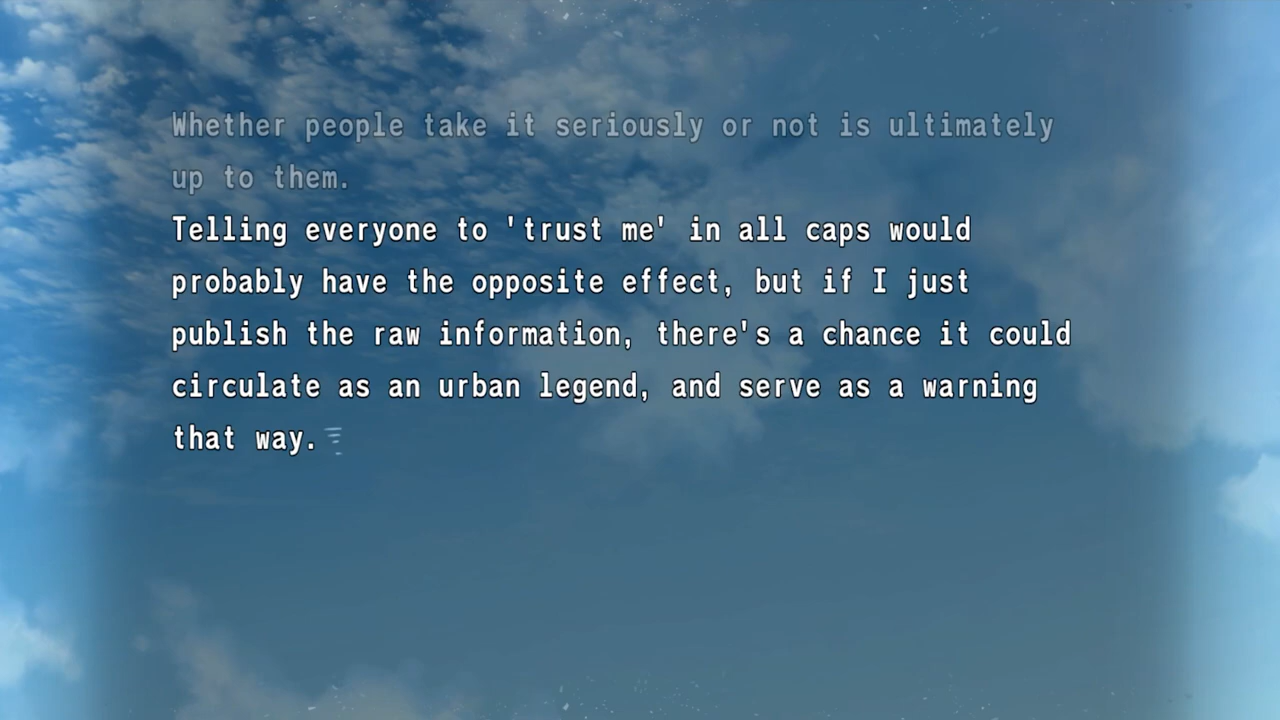 Whether people take it seriously or not is ultimately
up to them.
Telling everyone to 'trust me' in all caps would
probably have the opposite effect, but if I just
publish the raw information, there's a chance it could
circulate as an urban legend, and serve as a warning
that way.